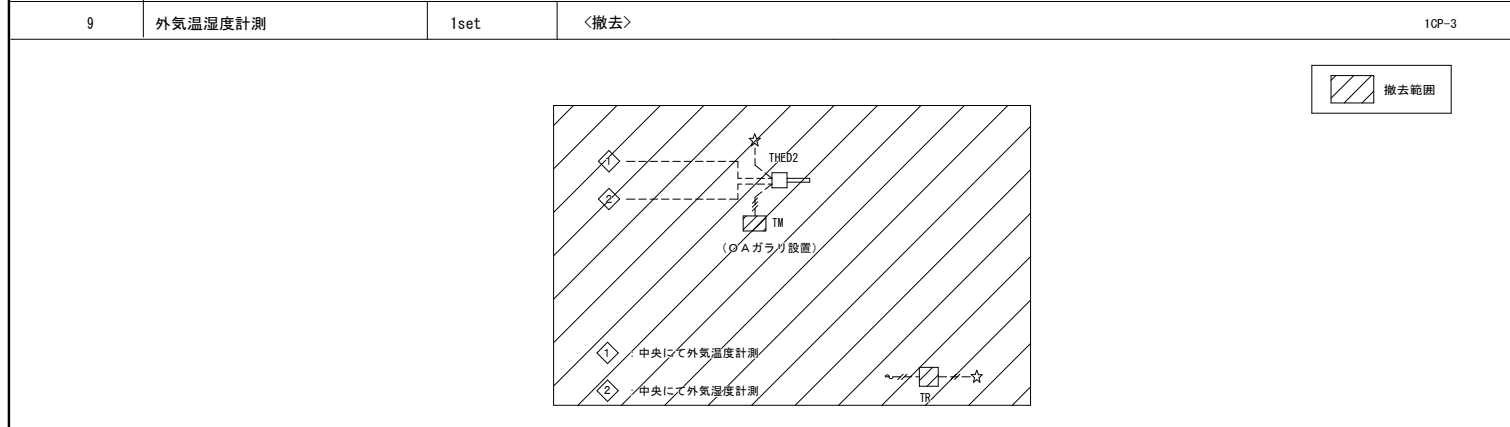 9 外気温湿度計測 1set <撤去> 1CP-3
撤去範囲
1
THED2
2
TM
(OAガラリ設置)
1 : 中央にて外気温度計測
2 : 中央にて外気湿度計測
TR